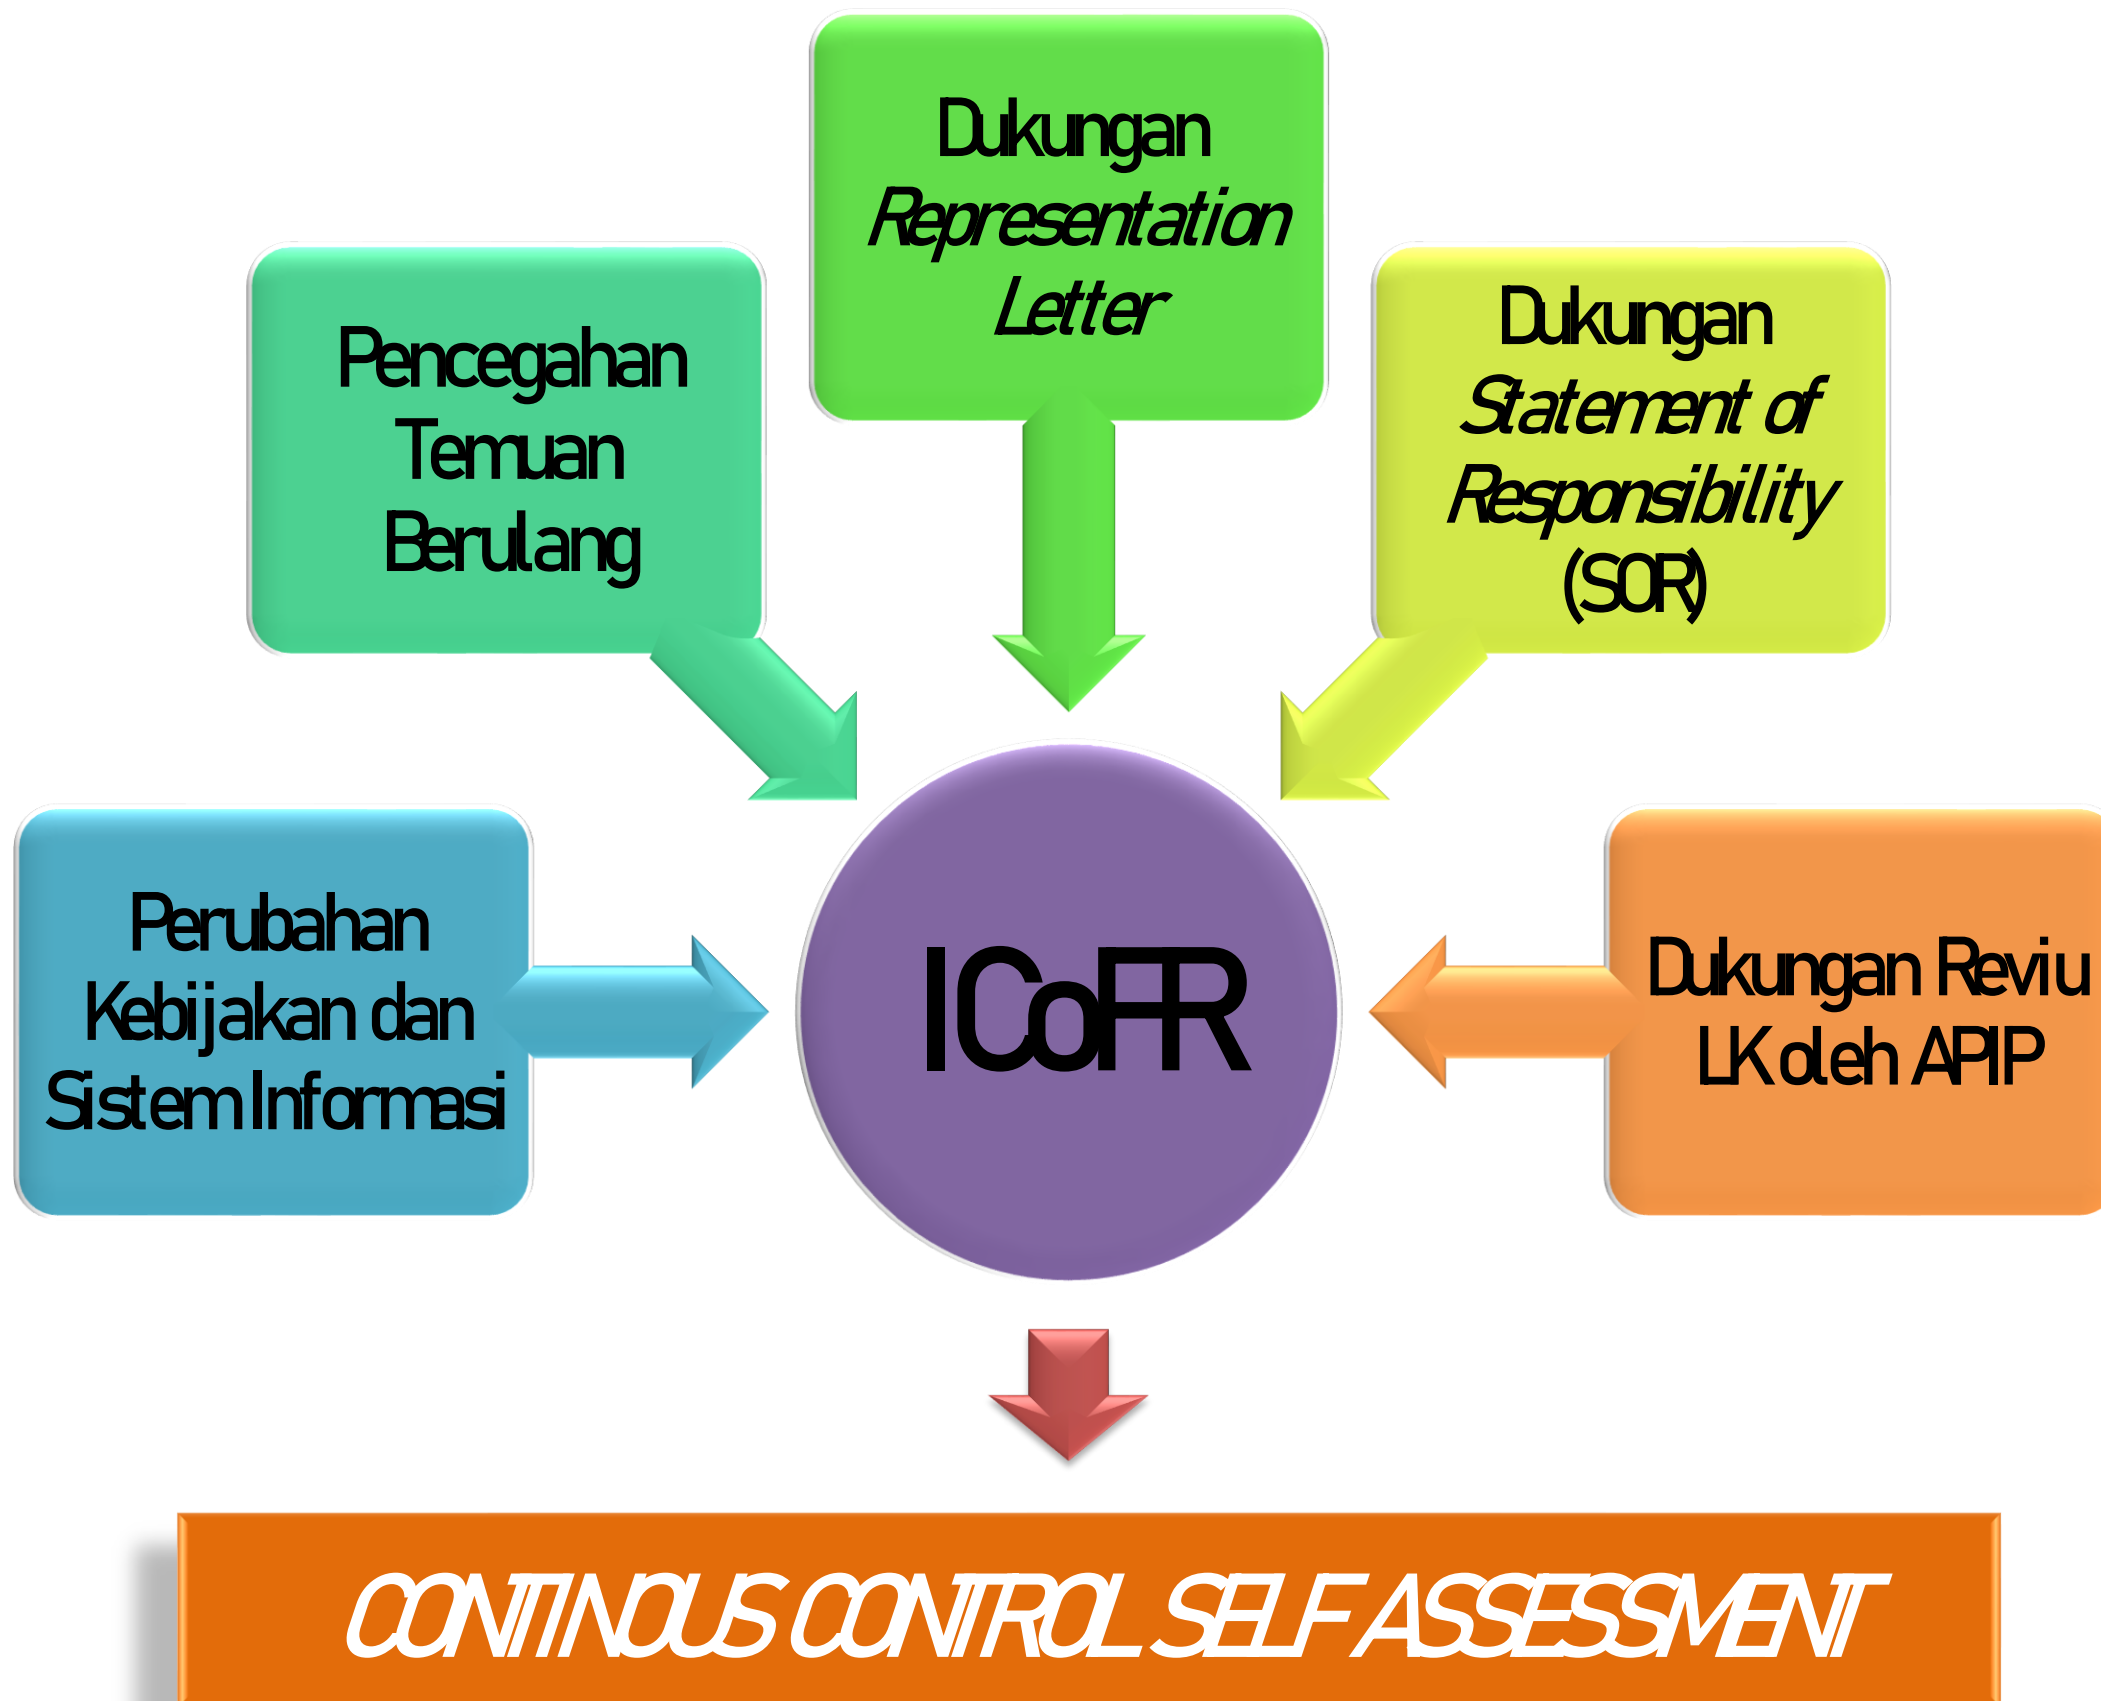 Dukungan
Representation
Letter
Pencegahan
Temuan
Berulang
Dukungan
Statement of
Responsibility
(SOR)
Perubahan
Kebijakan dan
Sistem Informasi
ICoFR
Dukungan Reviu
LK oleh APIP
CONTINOUS CONTROL SELF ASSESSMENT